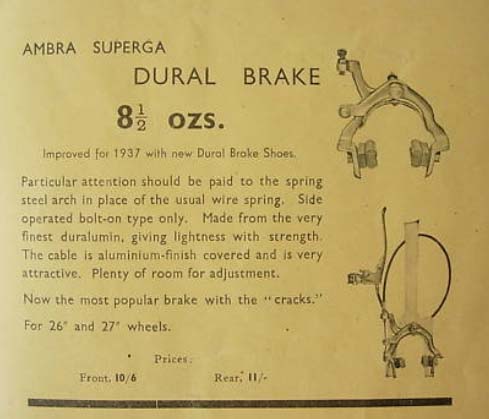 AMBRA SUPERGA
DURAL BRAKE
8½ OZS.
Improved for 1937 with new Dural Brake Shoes.
Particular attention should be paid to the spring
steel arch in place of the usual wire spring. Side
operated bolt-on type only. Made from the very
finest duralumin, giving lightness with strength.
The cable is aluminium-finish covered and is very
attractive. Plenty of room for adjustment.
Now the most popular brake with the "cracks."
For 26" and 27" wheels.
Prices:
Front, 10/6 Rear, 11/-